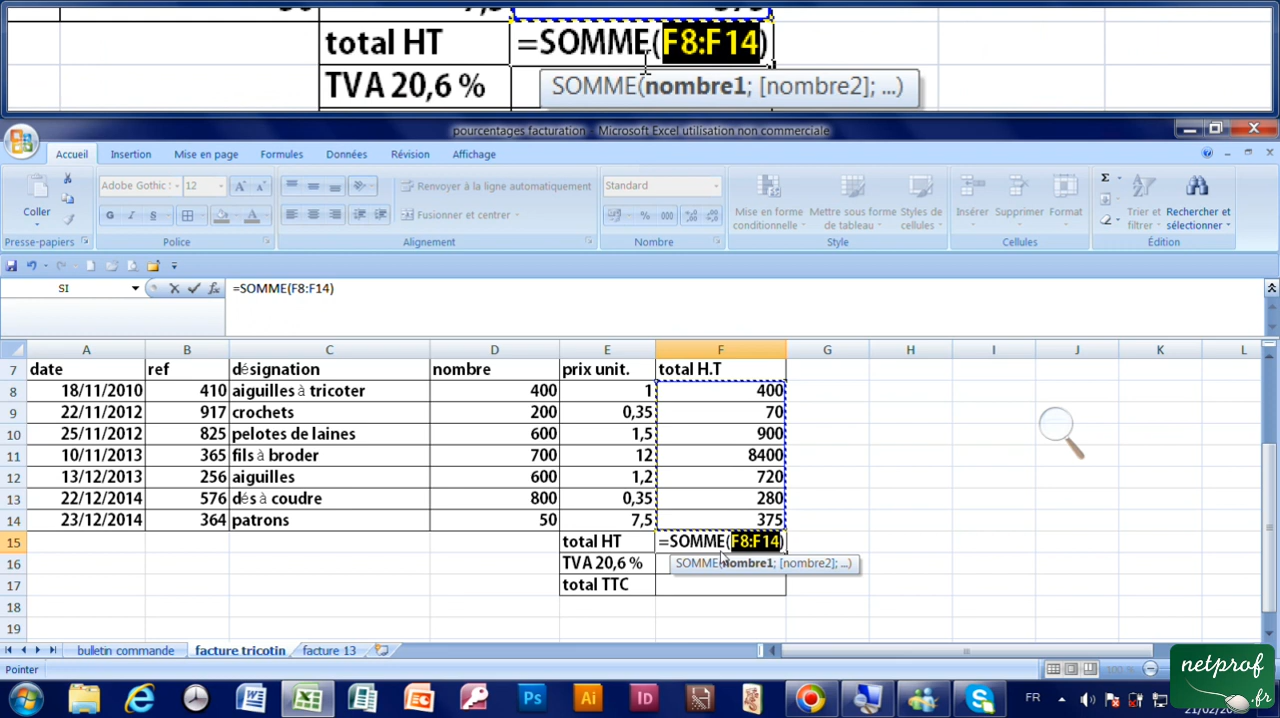 total HT =SOMME(F8:F14)
TVA 20,6 % SOMME(nombre1; [nombre2]; ...)
pourcentages facturation - Microsoft Excel utilisation non commerciale
Accueil Insertion Mise en page Formules Données Révision Affichage
Coller
Presse-papiers
Adobe Gothic 12
G I S A
Police
Renvoyer à la ligne automatiquement
Fusionner et centrer
Alignement
Standard
% 000
Nombre
Mise en forme conditionnelle
Mettre sous forme de tableau
Styles de cellules
Style
Insérer Supprimer Format
Cellules
Σ
Trier et filtrer
Rechercher et sélectionner
Édition
SI fx =SOMME(F8:F14)
A B C D E F G H I J K L
7 date ref désignation nombre prix unit. total H.T
8 18/11/2010 410 aiguilles à tricoter 400 1 400
9 22/11/2012 917 crochets 200 0,35 70
10 25/11/2012 825 pelotes de laines 600 1,5 900
11 10/11/2013 365 fils à broder 700 12 8400
12 13/12/2013 256 aiguilles 600 1,2 720
13 22/12/2014 576 dés à coudre 800 0,35 280
14 23/12/2014 364 patrons 50 7,5 375
15 total HT =SOMME(F8:F14)
16 TVA 20,6 % SOMME(nombre1; [nombre2]; ...)
17 total TTC
18
19
bulletin commande facture tricotin facture 13
Pointer 100 %
Ps Ai ID
FR
netprof
.fr